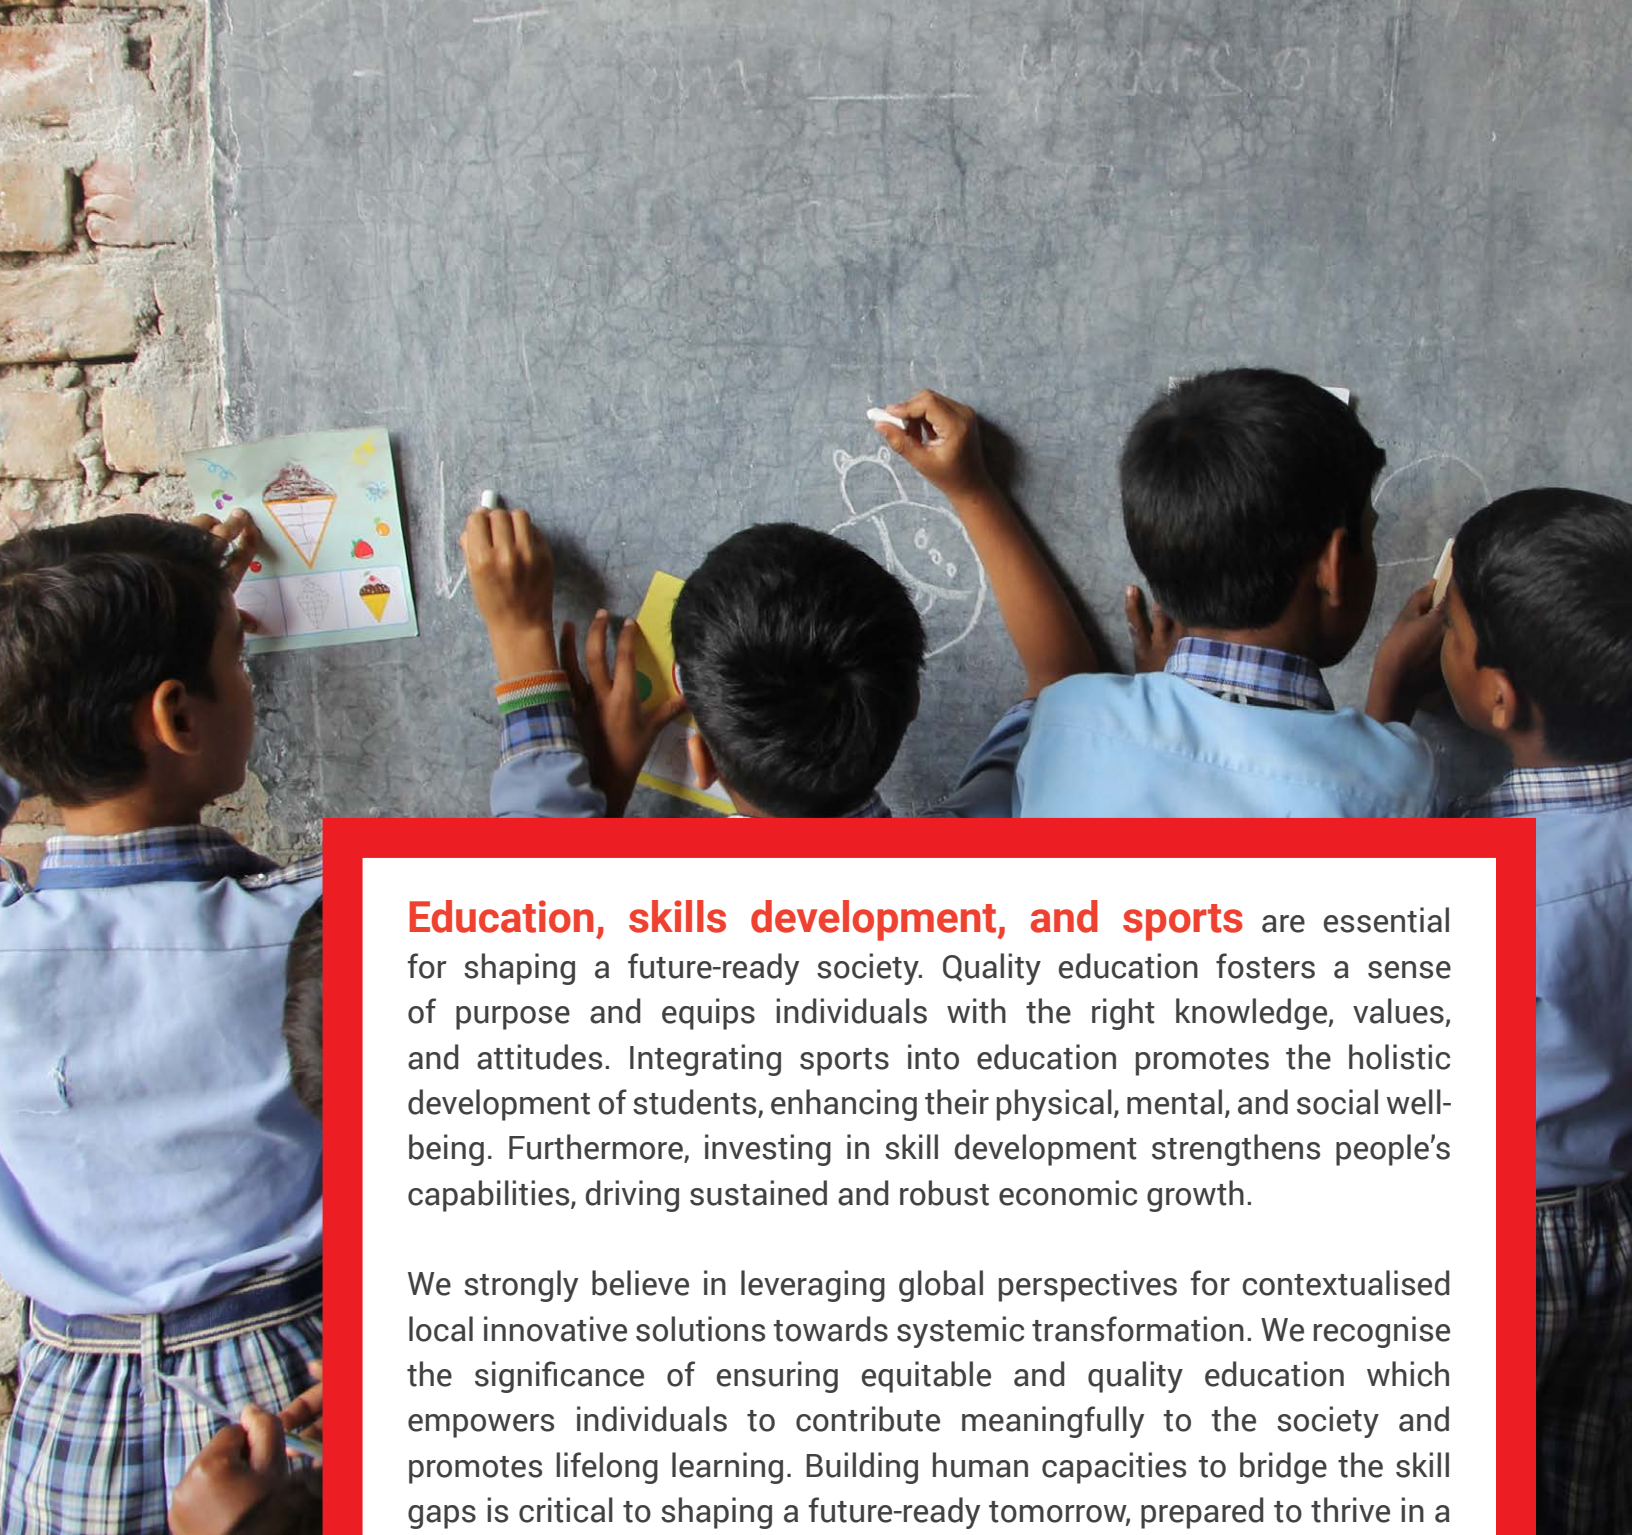 Education, skills development, and sports are essential
for shaping a future-ready society. Quality education fosters a sense
of purpose and equips individuals with the right knowledge, values,
and attitudes. Integrating sports into education promotes the holistic
development of students, enhancing their physical, mental, and social well-
being. Furthermore, investing in skill development strengthens people’s
capabilities, driving sustained and robust economic growth.
We strongly believe in leveraging global perspectives for contextualised
local innovative solutions towards systemic transformation. We recognise
the significance of ensuring equitable and quality education which
empowers individuals to contribute meaningfully to the society and
promotes lifelong learning. Building human capacities to bridge the skill
gaps is critical to shaping a future-ready tomorrow, prepared to thrive in a